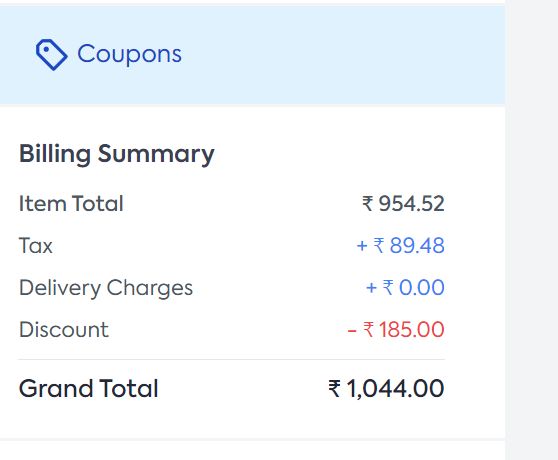 Coupons
Billing Summary
Item Total ₹ 954.52
Tax + ₹ 89.48
Delivery Charges + ₹ 0.00
Discount - ₹ 185.00
Grand Total ₹ 1,044.00